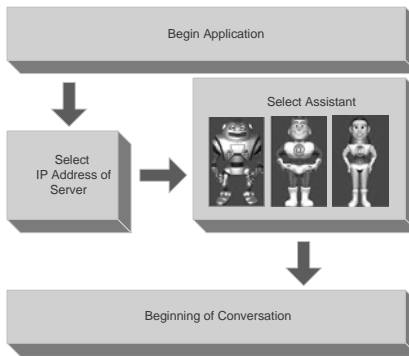 Begin Application
Select Assistant
Select
IP Address of
Server
Beginning of Conversation